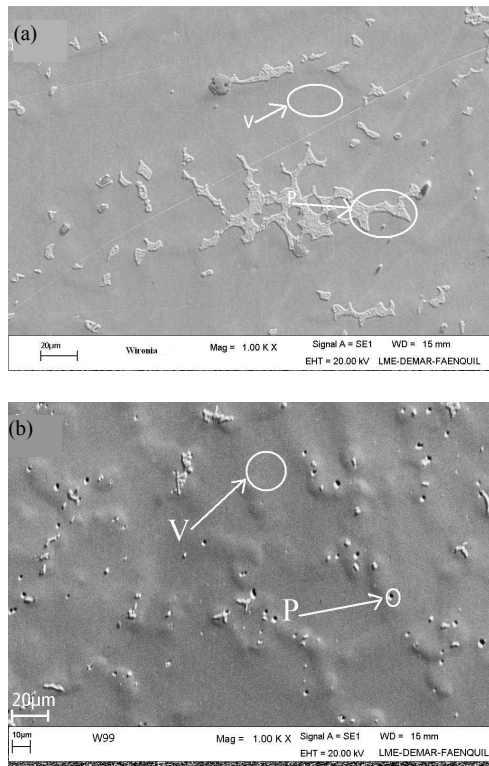 (a)
V
P
20µm Wironia Mag = 1.00 K X Signal A = SE1 WD = 15 mm
EHT = 20.00 kV LME-DEMAR-FAENQUIL
(b)
V
P
20µm
10µm W99 Mag = 1.00 K X Signal A = SE1 WD = 15 mm
EHT = 20.00 kV LME-DEMAR-FAENQUIL